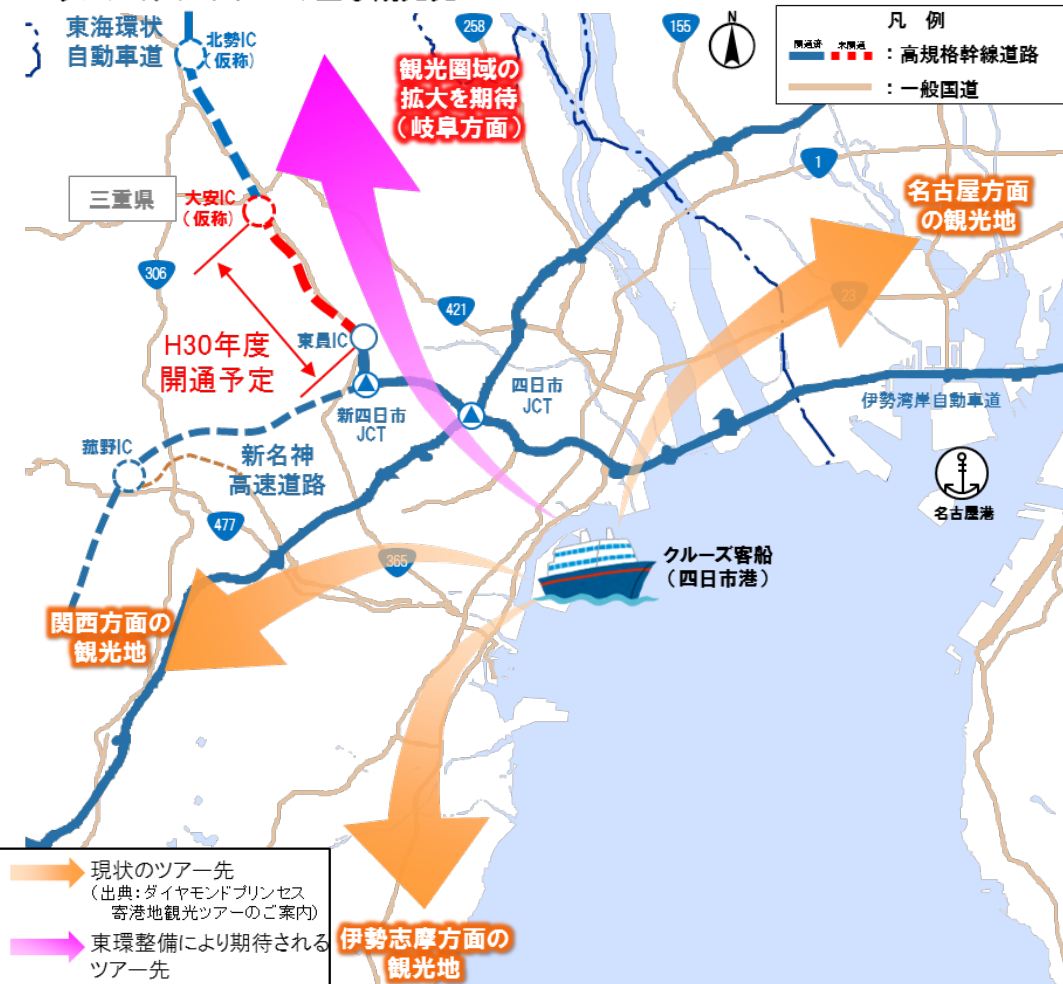 東海環状
自動車道
北勢IC
(仮称)
258
155
N
凡 例
開通済 未開通
：高規格幹線道路
：一般国道
観光圏域の
拡大を期待
（岐阜方面）
1
三重県
大安IC
(仮称)
名古屋方面
の観光地
306
421
23
東員IC
H30年度
開通予定
新四日市
JCT
四日市
JCT
伊勢湾岸自動車道
菰野IC
新名神
高速道路
名古屋港
477
365
クルーズ客船
（四日市港）
関西方面の
観光地
現状のツアー先
（出典：ダイヤモンドプリンセス
寄港地観光ツアーのご案内）
東環整備により期待される
ツアー先
伊勢志摩方面の
観光地